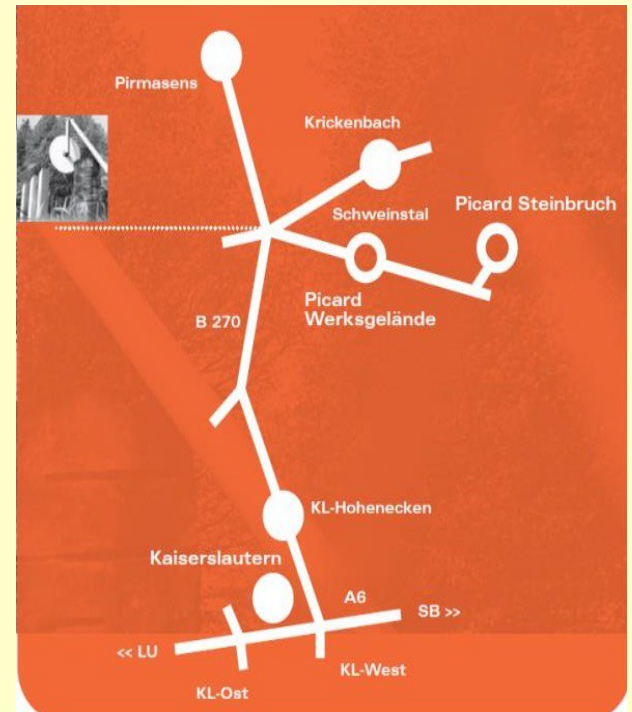 Pirmasens
Krickenbach
Schweinstal
Picard Steinbruch
Picard
Werksgelände
B 270
KL-Hohenecken
Kaiserslautern
A6
SB >>
<< LU
KL-West
KL-Ost